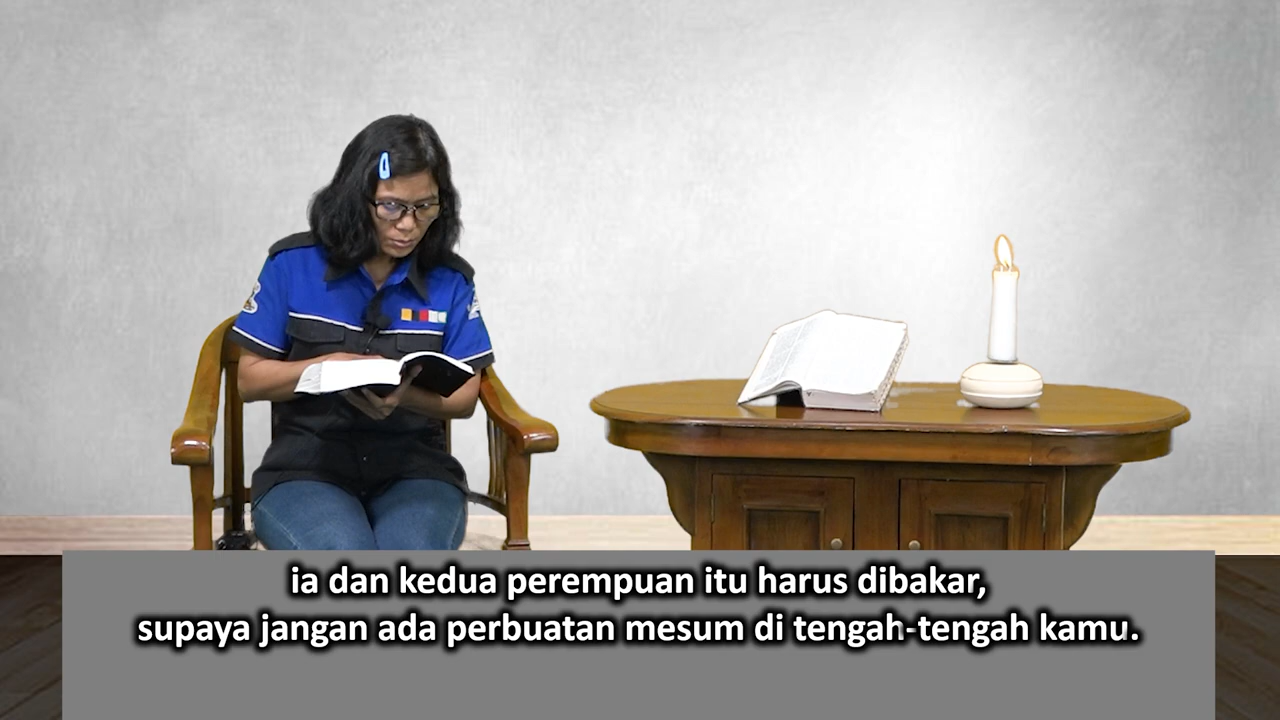 ia dan kedua perempuan itu harus dibakar,
supaya jangan ada perbuatan mesum di tengah-tengah kamu.